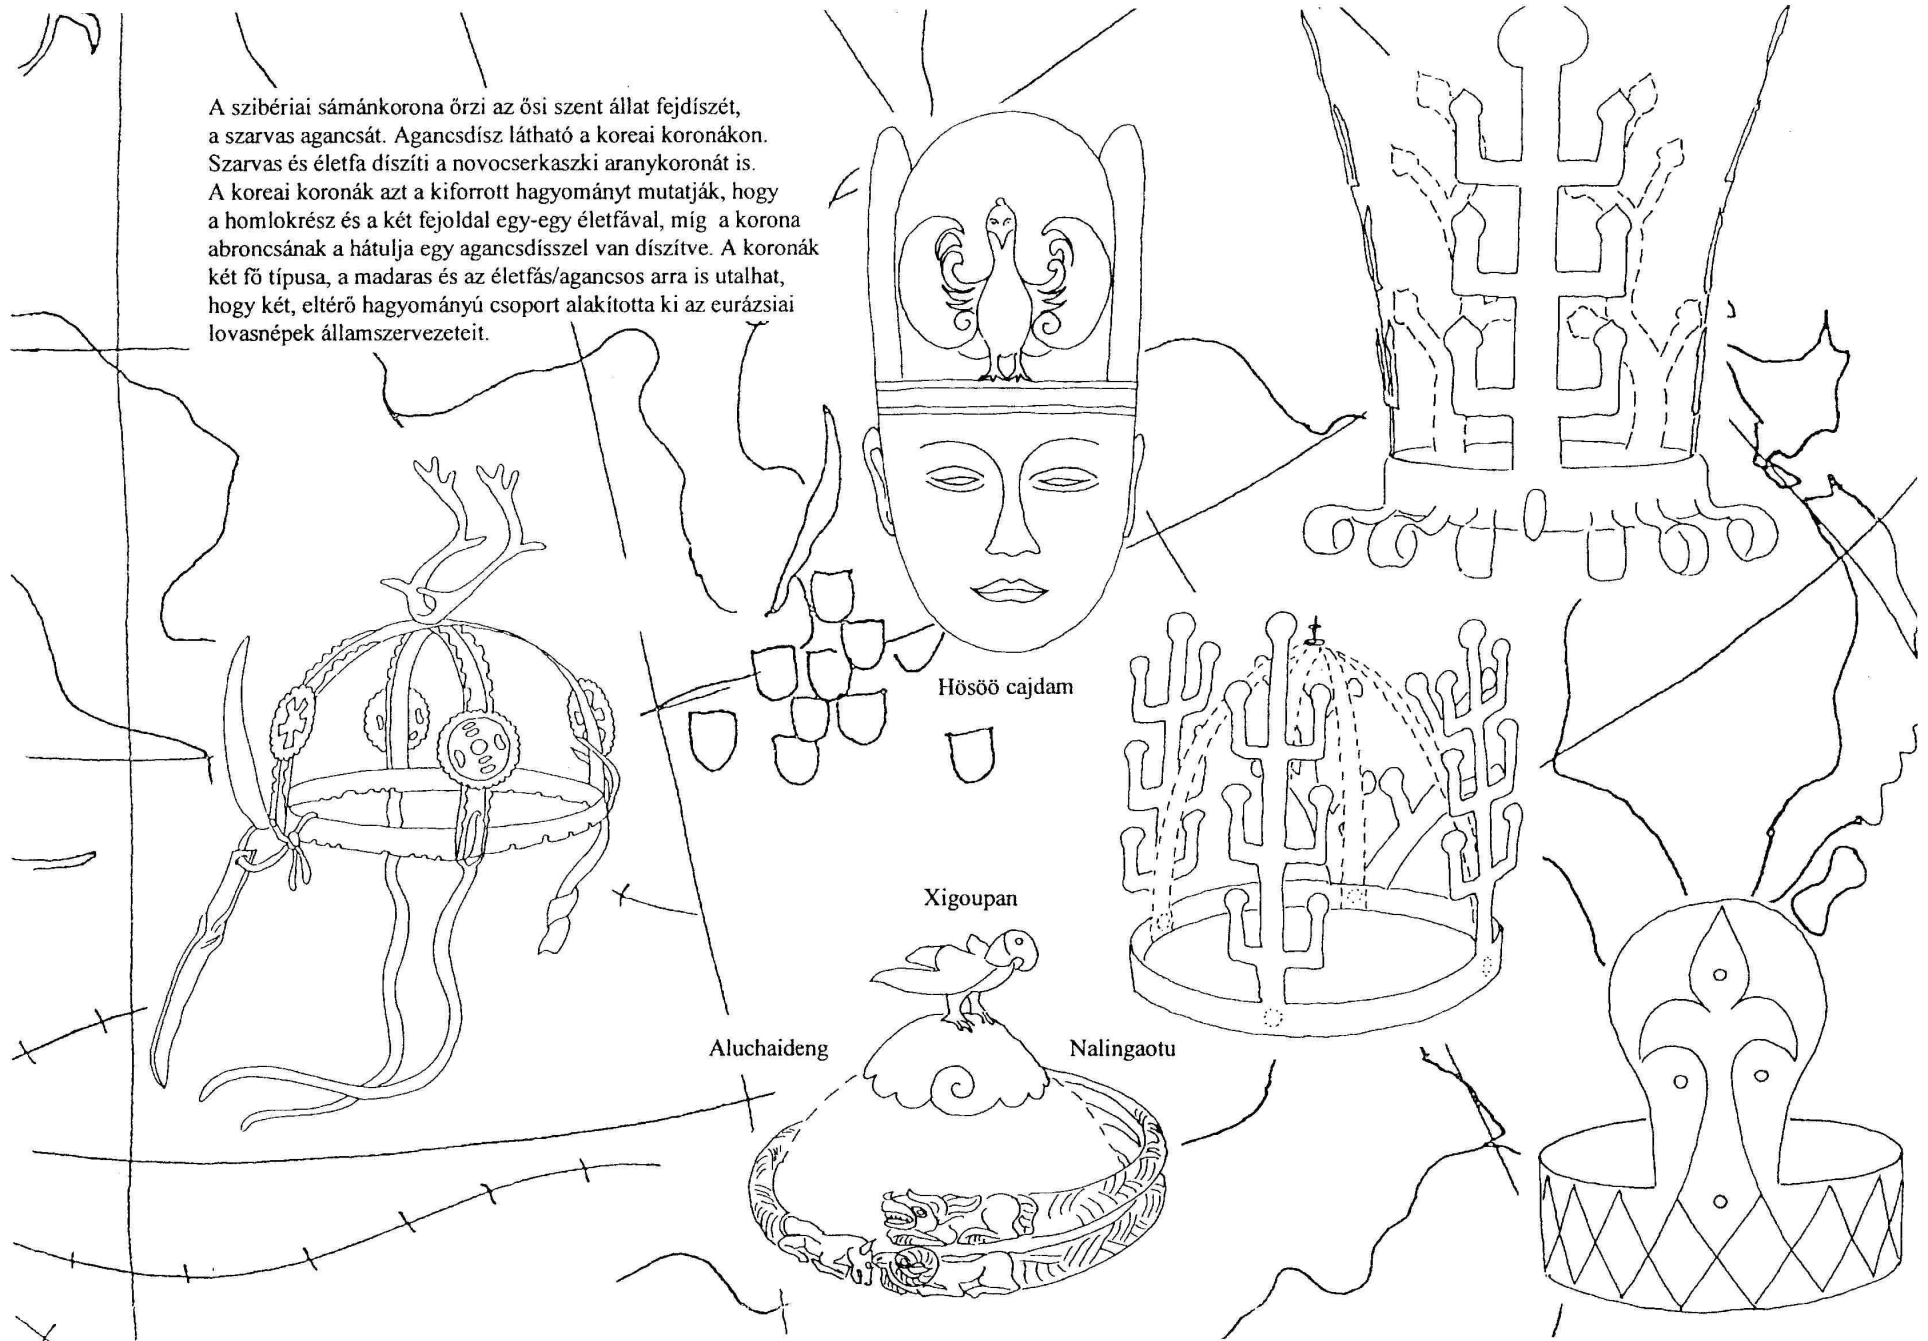 A szibériai sámánkorona őrzi az ősi szent állat fejdíszét,
a szarvas agancsát. Agancsdísz látható a koreai koronákon.
Szarvas és életfa díszíti a novocserkaszki aranykoronát is.
A koreai koronák azt a kiforrott hagyományt mutatják, hogy
a homlokrész és a két fejoldal egy-egy életfával, míg a korona
abroncsának a hátulja egy agancsdísszel van díszítve. A koronák
két fő típusa, a madaras és az életfás/agancsos arra is utalhat,
hogy két, eltérő hagyományú csoport alakította ki az eurázsiai
lovasnépek államszervezeteit.
Hösöö cajdam
Xigoupan
Aluchaideng
Nalingaotu